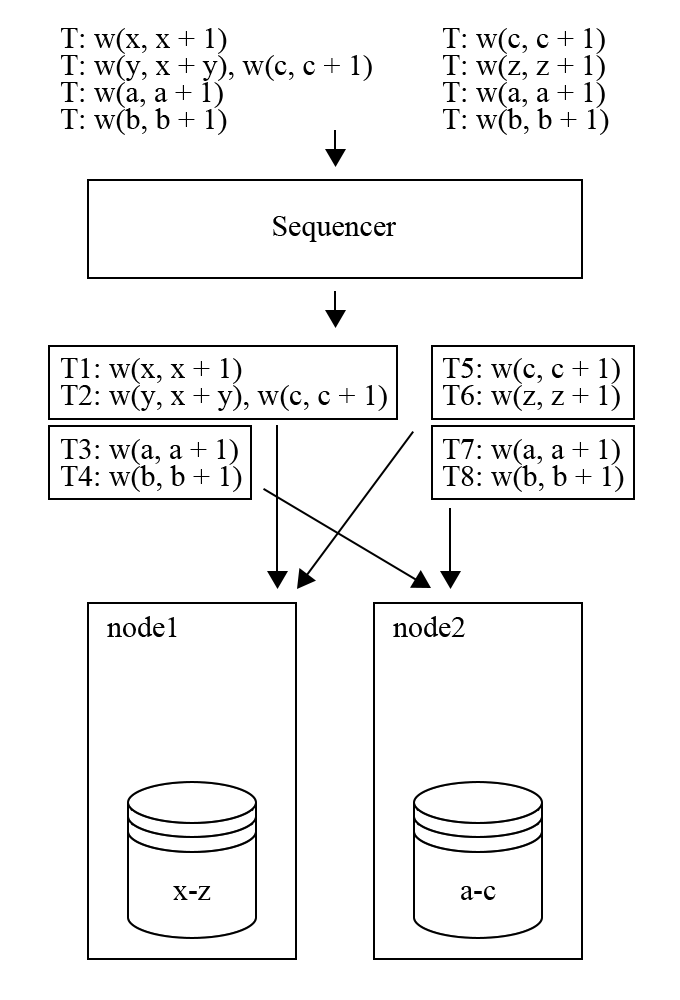 T: w(x, x + 1)
T: w(y, x + y), w(c, c + 1)
T: w(a, a + 1)
T: w(b, b + 1)
T: w(c, c + 1)
T: w(z, z + 1)
T: w(a, a + 1)
T: w(b, b + 1)
Sequencer
T1: w(x, x + 1)
T2: w(y, x + y), w(c, c + 1)
T3: w(a, a + 1)
T4: w(b, b + 1)
T5: w(c, c + 1)
T6: w(z, z + 1)
T7: w(a, a + 1)
T8: w(b, b + 1)
node1
x-z
node2
a-c